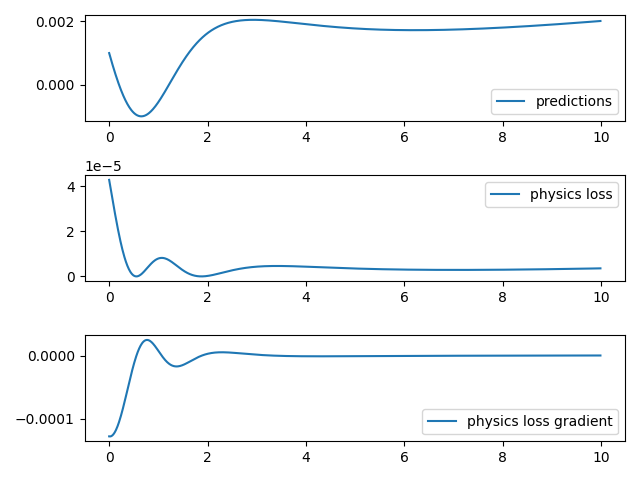 0.002
0.000
predictions
0 2 4 6 8 10
1e−5
4
2
0
physics loss
0 2 4 6 8 10
0.0000
−0.0001
physics loss gradient
0 2 4 6 8 10